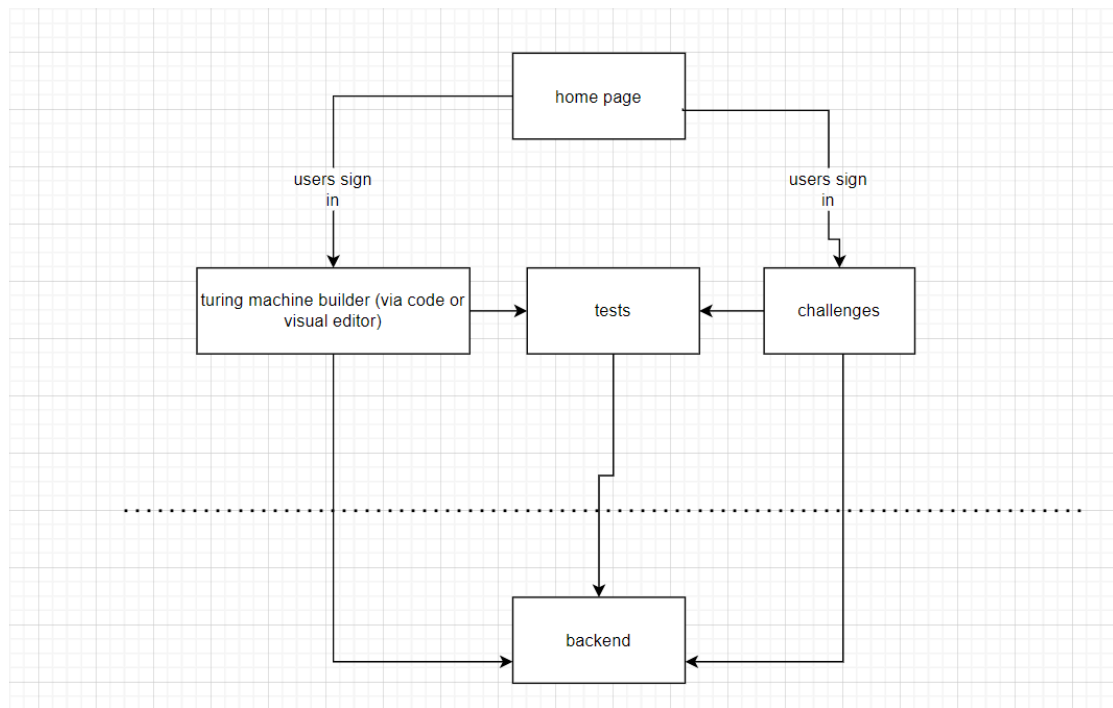 home page
users sign
in
users sign
in
turing machine builder (via code or
visual editor)
tests
challenges
backend